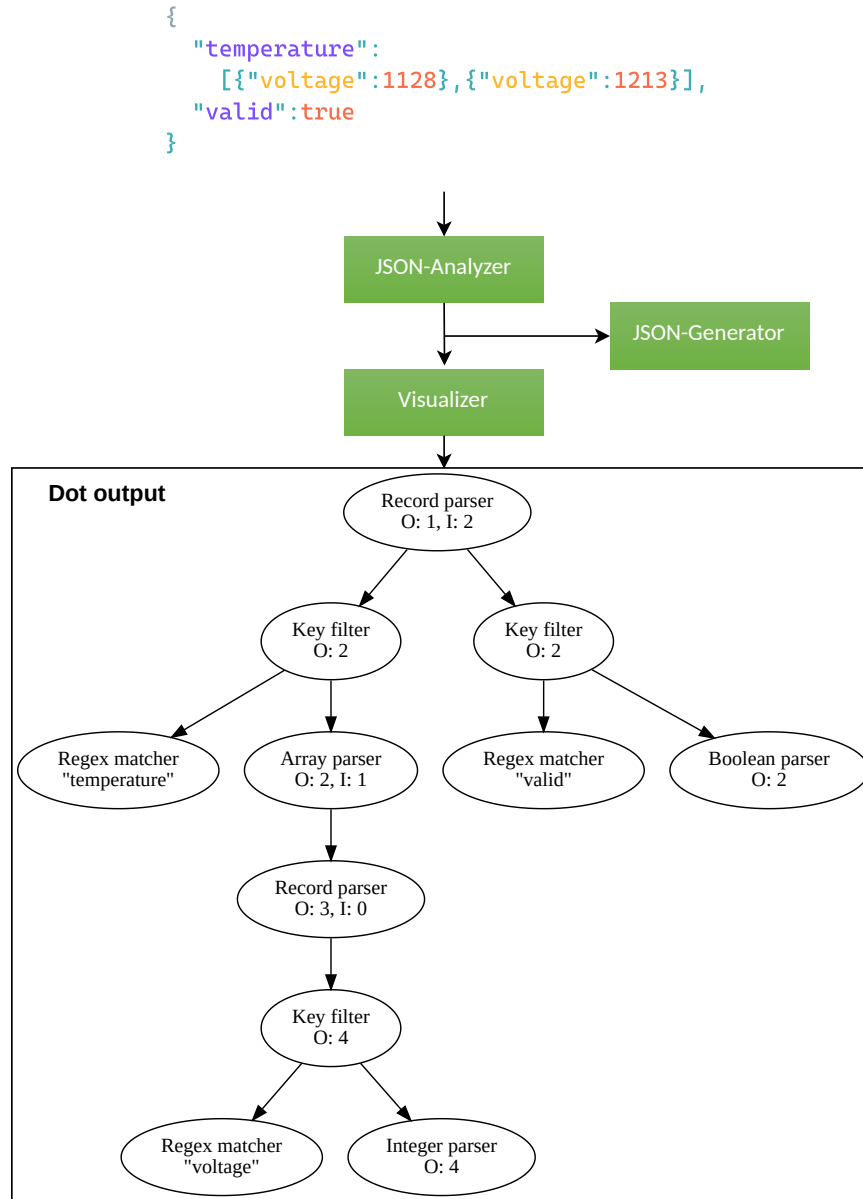 {
"temperature":
[{"voltage":1128},{"voltage":1213}],
"valid":true
}
JSON-Analyzer
JSON-Generator
Visualizer
Dot output
Record parser
O: 1, I: 2
Key filter
O: 2
Key filter
O: 2
Regex matcher
"temperature"
Array parser
O: 2, I: 1
Regex matcher
"valid"
Boolean parser
O: 2
Record parser
O: 3, I: 0
Key filter
O: 4
Regex matcher
"voltage"
Integer parser
O: 4